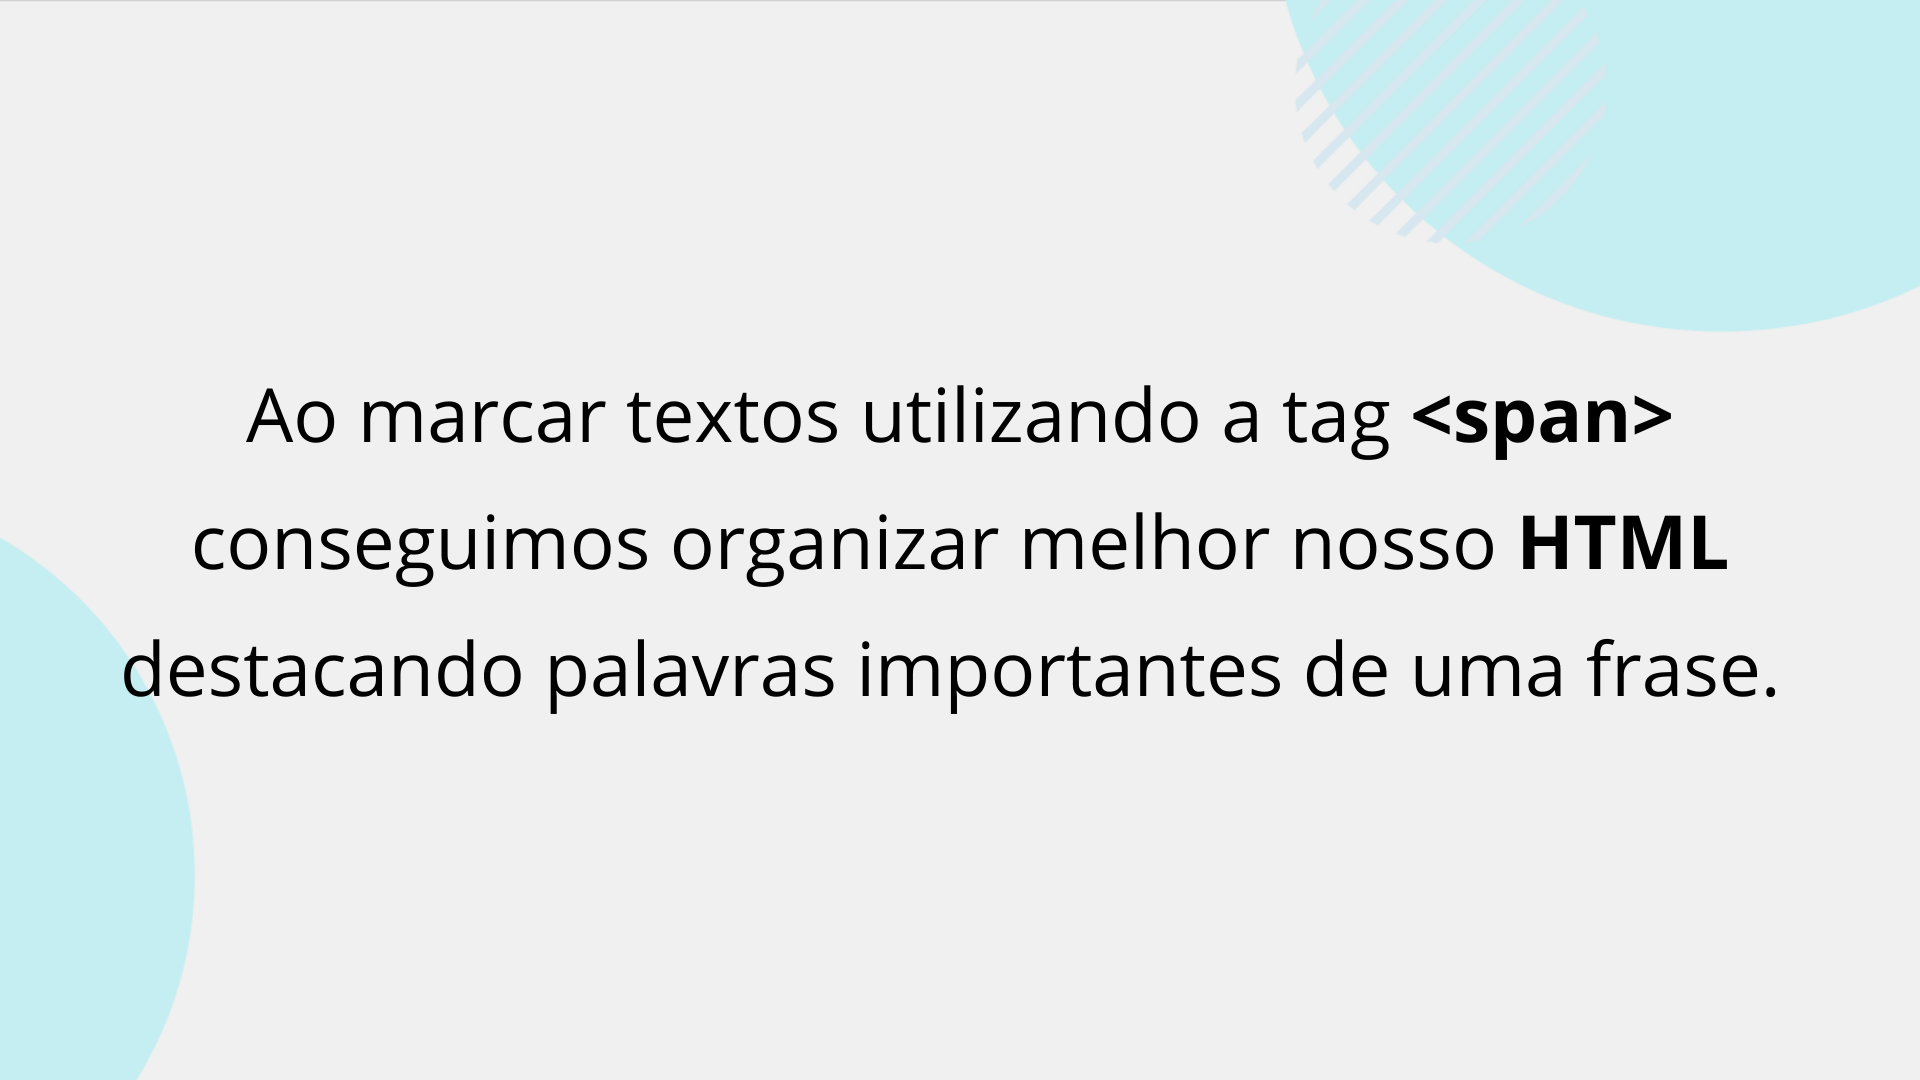 Ao marcar textos utilizando a tag <span>
conseguimos organizar melhor nosso HTML
destacando palavras importantes de uma frase.